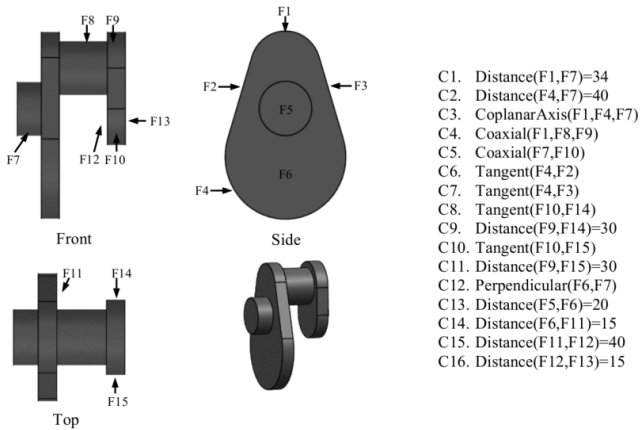 F8 F9
F13
F7 F12 F10
Front
F1
F2 F3
F5
F4 F6
Side
F11 F14
F15
Top
C1. Distance(F1,F7)=34
C2. Distance(F4,F7)=40
C3. CoplanarAxis(F1,F4,F7)
C4. Coaxial(F1,F8,F9)
C5. Coaxial(F7,F10)
C6. Tangent(F4,F2)
C7. Tangent(F4,F3)
C8. Tangent(F10,F14)
C9. Distance(F9,F14)=30
C10. Tangent(F10,F15)
C11. Distance(F9,F15)=30
C12. Perpendicular(F6,F7)
C13. Distance(F5,F6)=20
C14. Distance(F6,F11)=15
C15. Distance(F11,F12)=40
C16. Distance(F12,F13)=15